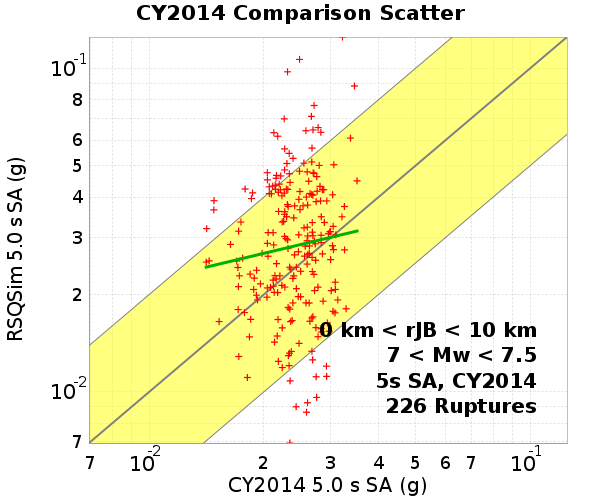 CY2014 Comparison Scatter
RSQSim 5.0 s SA (g)
10⁻¹
8
6
5
4
3
2
10⁻²
7
0 km < rJB < 10 km
7 < Mw < 7.5
5s SA, CY2014
226 Ruptures
7 10⁻² 2 3 4 5 6 7 10⁻¹
CY2014 5.0 s SA (g)